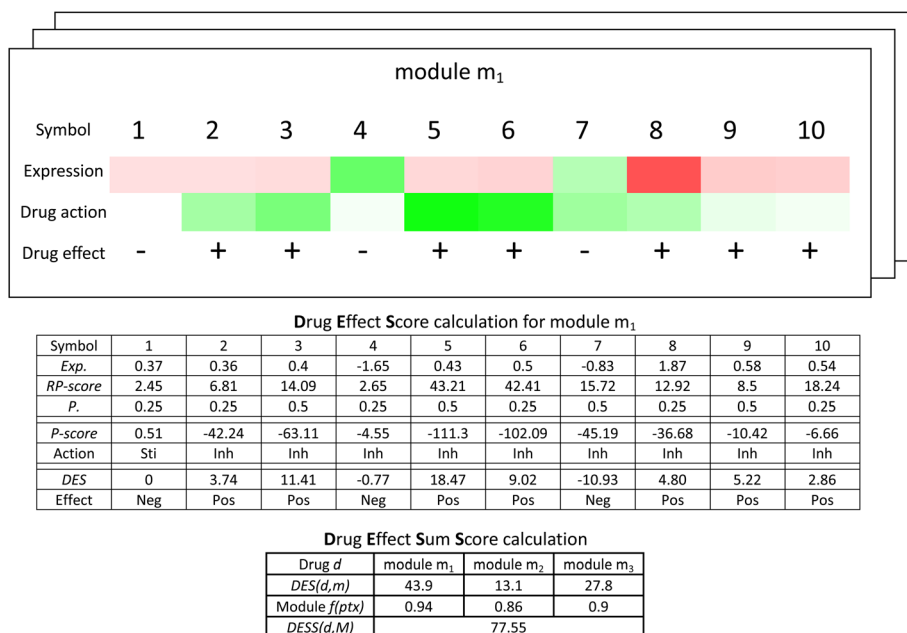 module m1
Symbol 1 2 3 4 5 6 7 8 9 10
Expression
Drug action
Drug effect - + + - + + - + + +
Drug Effect Score calculation for module m1
Symbol 1 2 3 4 5 6 7 8 9 10
Exp. 0.37 0.36 0.4 -1.65 0.43 0.5 -0.83 1.87 0.58 0.54
RP-score 2.45 6.81 14.09 2.65 43.21 42.41 15.72 12.92 8.5 18.24
P. 0.25 0.25 0.5 0.25 0.5 0.25 0.5 0.25 0.5 0.25
P-score 0.51 -42.24 -63.11 -4.55 -111.3 -102.09 -45.19 -36.68 -10.42 -6.66
Action Sti Inh Inh Inh Inh Inh Inh Inh Inh Inh
DES 0 3.74 11.41 -0.77 18.47 9.02 -10.93 4.80 5.22 2.86
Effect Neg Pos Pos Neg Pos Pos Neg Pos Pos Pos
Drug Effect Sum Score calculation
Drug d module m1 module m2 module m3
DES(d,m) 43.9 13.1 27.8
Module f(ptx) 0.94 0.86 0.9
DESS(d,M) 77.55